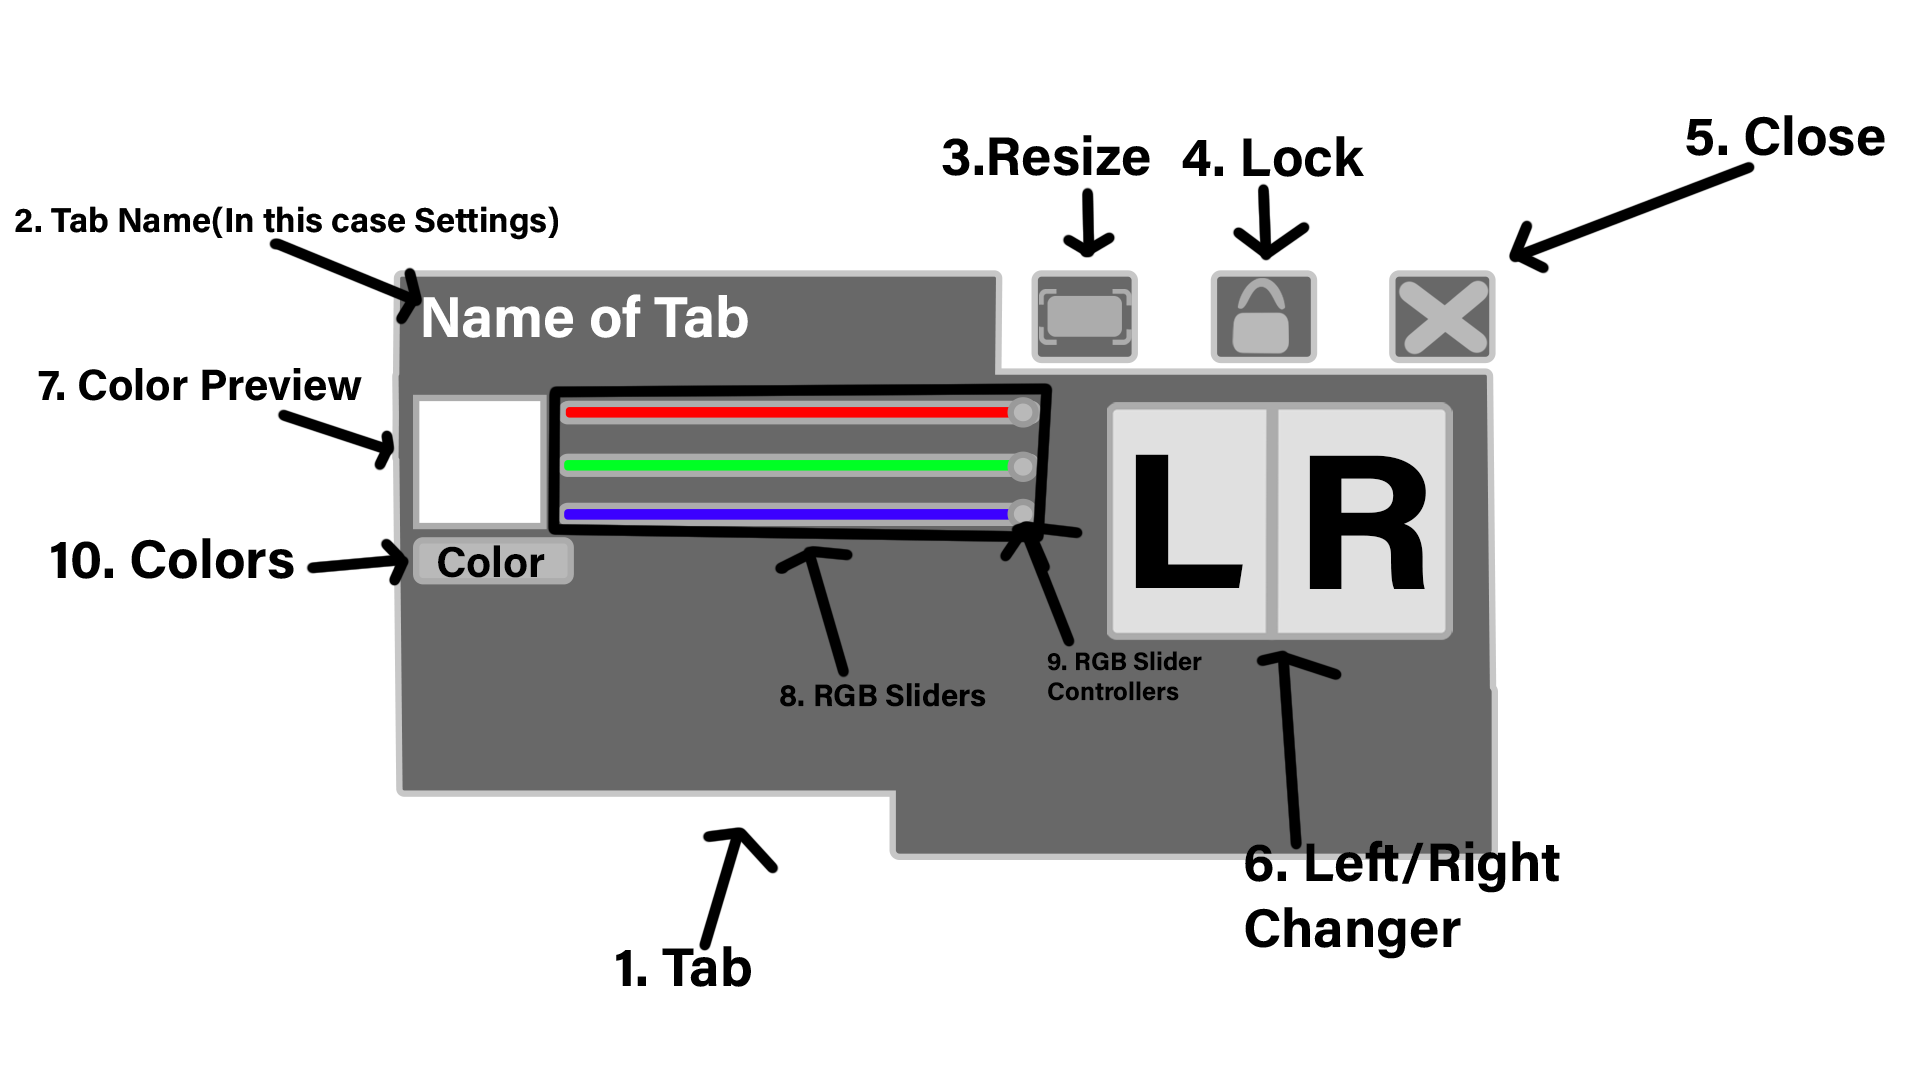 5. Close
3.Resize
4. Lock
2. Tab Name(In this case Settings)
Name of Tab
7. Color Preview
L R
10. Colors
Color
9. RGB Slider
Controllers
8. RGB Sliders
6. Left/Right
Changer
1. Tab